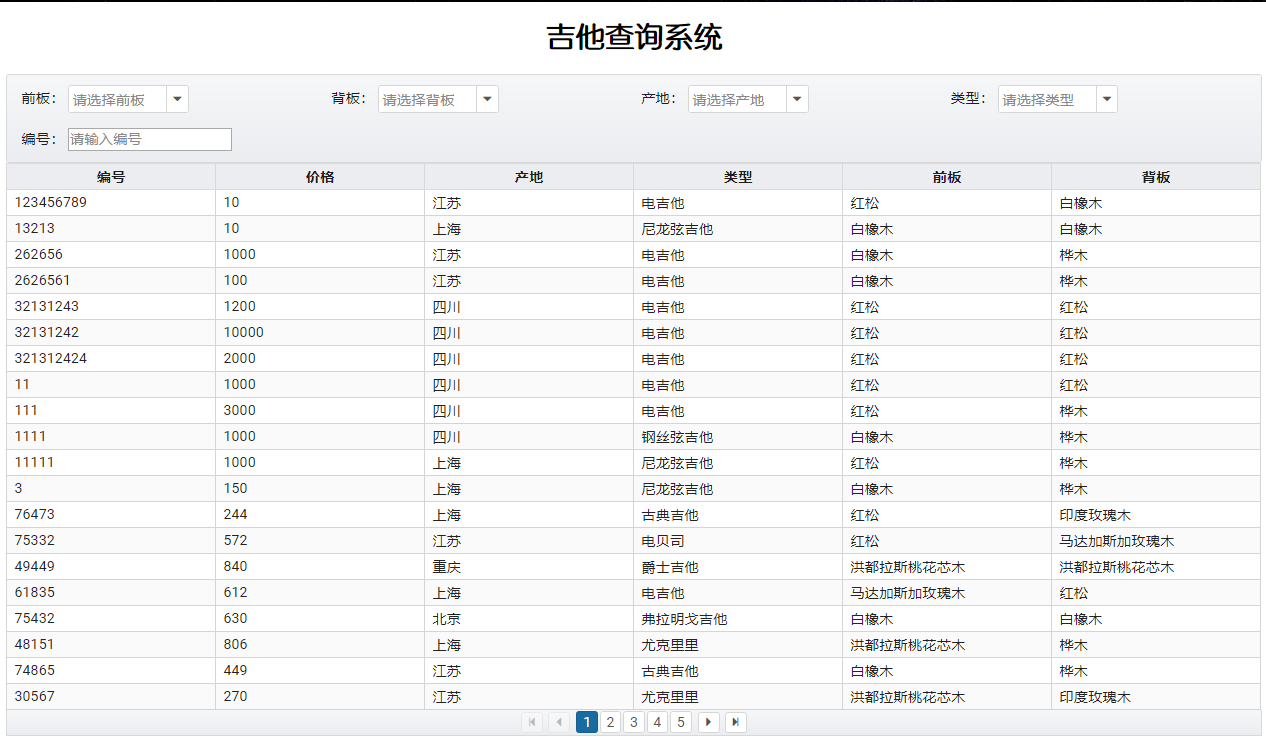 吉他查询系统
前板： 请选择前板 背板： 请选择背板 产地： 请选择产地 类型： 请选择类型
编号： 请输入编号
编号 价格 产地 类型 前板 背板
123456789 10 江苏 电吉他 红松 白橡木
13213 10 上海 尼龙弦吉他 白橡木 白橡木
262656 1000 江苏 电吉他 白橡木 桦木
2626561 100 江苏 电吉他 白橡木 桦木
32131243 1200 四川 电吉他 红松 红松
32131242 10000 四川 电吉他 红松 红松
321312424 2000 四川 电吉他 红松 红松
11 1000 四川 电吉他 红松 红松
111 3000 四川 电吉他 红松 桦木
1111 1000 四川 钢丝弦吉他 白橡木 桦木
11111 1000 上海 尼龙弦吉他 红松 桦木
3 150 上海 尼龙弦吉他 白橡木 桦木
76473 244 上海 古典吉他 红松 印度玫瑰木
75332 572 江苏 电贝司 红松 马达加斯加玫瑰木
49449 840 重庆 爵士吉他 洪都拉斯桃花芯木 洪都拉斯桃花芯木
61835 612 上海 电吉他 马达加斯加玫瑰木 红松
75432 630 北京 弗拉明戈吉他 白橡木 白橡木
48151 806 上海 尤克里里 洪都拉斯桃花芯木 桦木
74865 449 江苏 古典吉他 白橡木 桦木
30567 270 江苏 尤克里里 洪都拉斯桃花芯木 印度玫瑰木
1 2 3 4 5